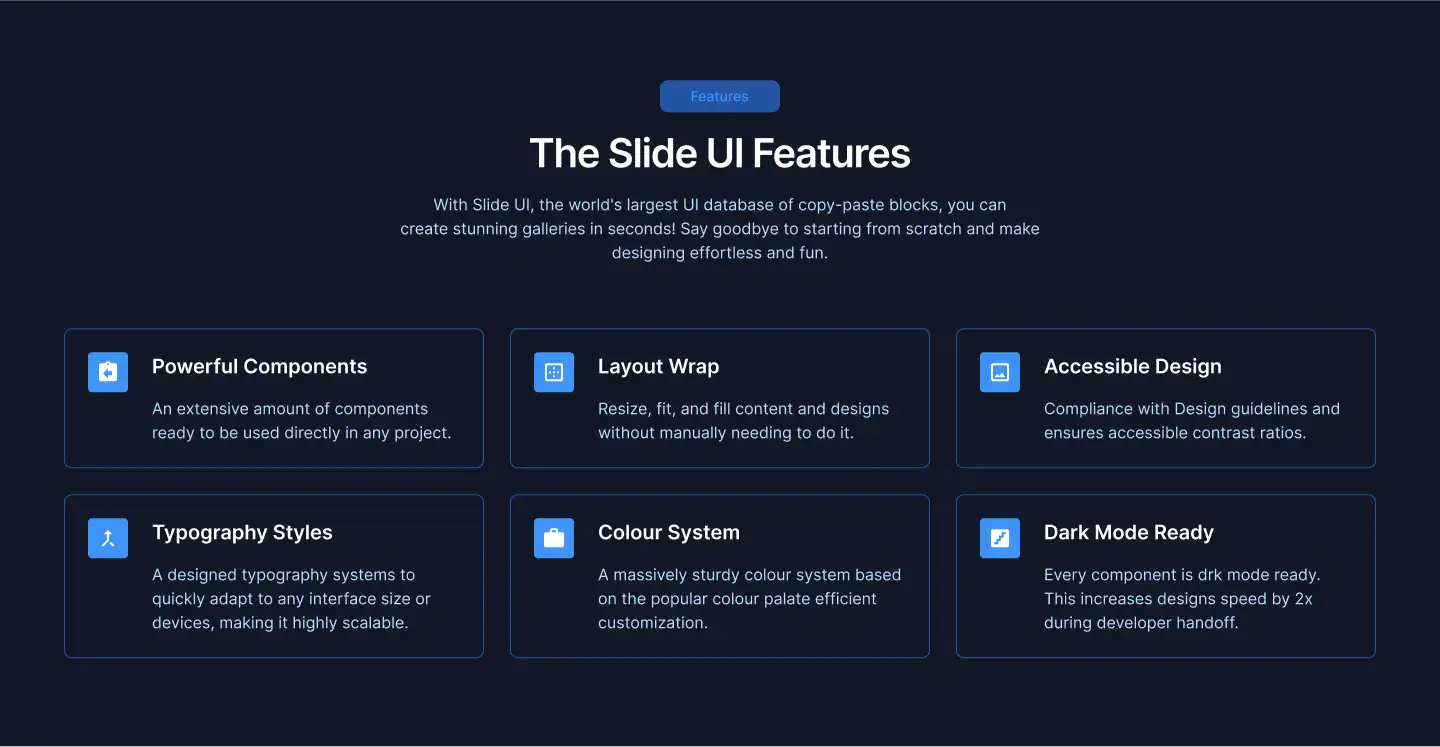 Features
The Slide UI Features
With Slide UI, the world's largest UI database of copy-paste blocks, you can
create stunning galleries in seconds! Say goodbye to starting from scratch and make
designing effortless and fun.
Powerful Components
An extensive amount of components
ready to be used directly in any project.
Layout Wrap
Resize, fit, and fill content and designs
without manually needing to do it.
Accessible Design
Compliance with Design guidelines and
ensures accessible contrast ratios.
Typography Styles
A designed typography systems to
quickly adapt to any interface size or
devices, making it highly scalable.
Colour System
A massively sturdy colour system based
on the popular colour palate efficient
customization.
Dark Mode Ready
Every component is drk mode ready.
This increases designs speed by 2x
during developer handoff.